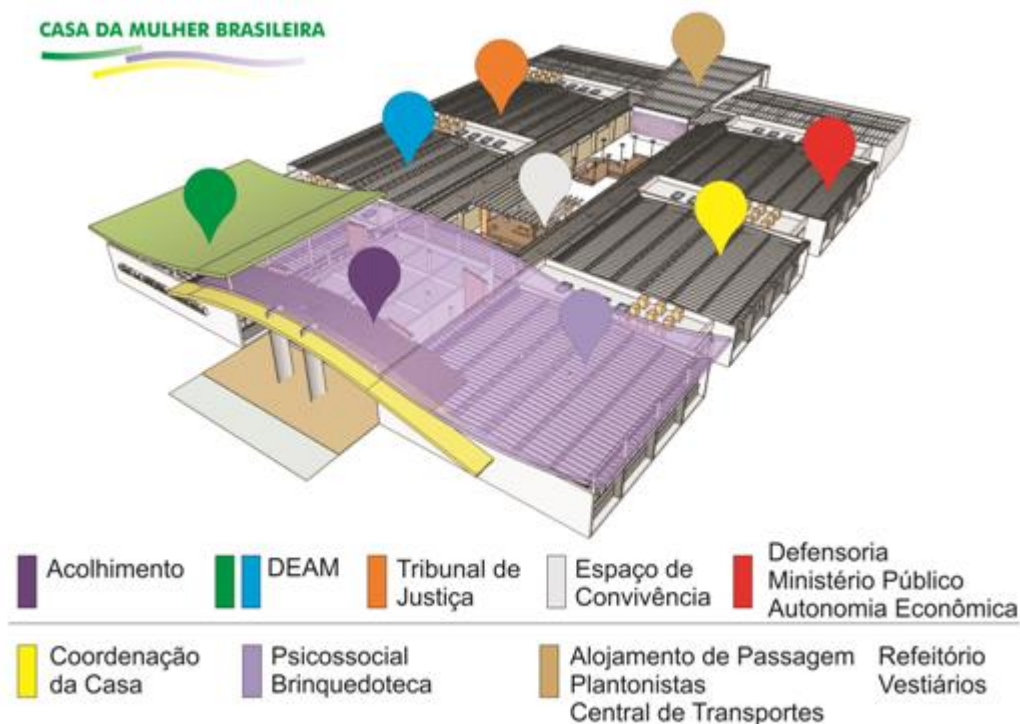 CASA DA MULHER BRASILEIRA
Acolhimento
DEAM
Tribunal de
Justiça
Espaço de
Convivência
Defensoria
Ministério Público
Autonomia Econômica
Coordenação
da Casa
Psicossocial
Brinquedoteca
Alojamento de Passagem
Plantonistas
Central de Transportes
Refeitório
Vestiários